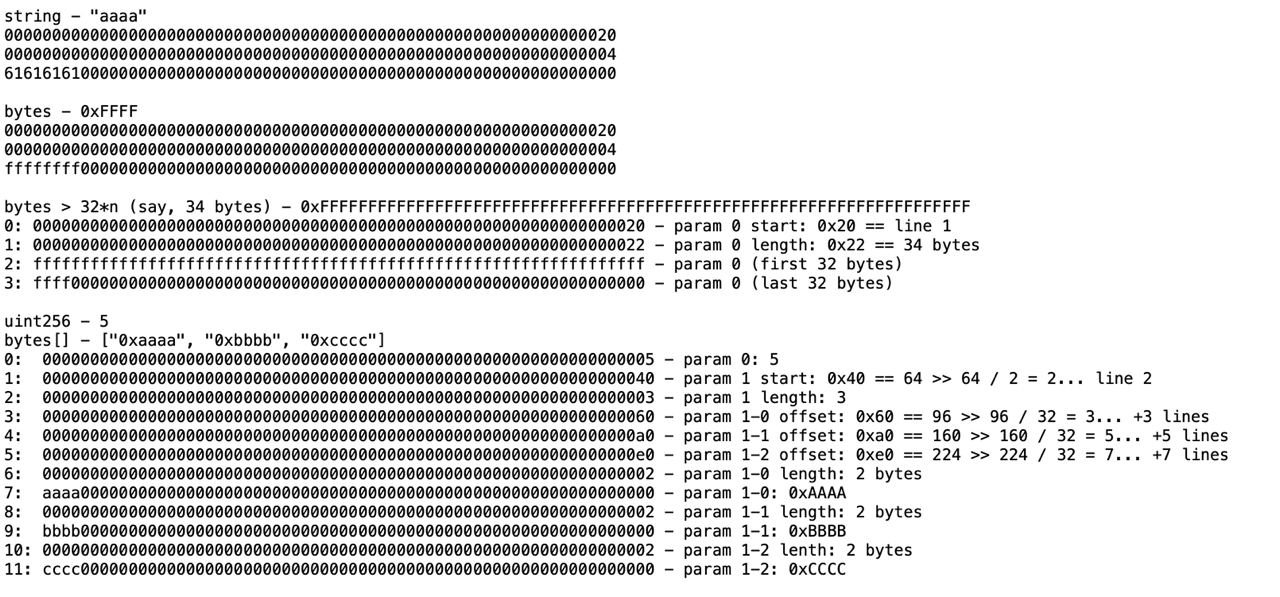 string – "aaaa"
0000000000000000000000000000000000000000000000000000000000000020
0000000000000000000000000000000000000000000000000000000000000004
6161616100000000000000000000000000000000000000000000000000000000
bytes – 0xFFFF
0000000000000000000000000000000000000000000000000000000000000020
0000000000000000000000000000000000000000000000000000000000000004
ffffffff00000000000000000000000000000000000000000000000000000000
bytes > 32*n (say, 34 bytes) – 0xFFFFFFFFFFFFFFFFFFFFFFFFFFFFFFFFFFFFFFFFFFFFFFFFFFFFFFFFFFFFFFFFFFFF
0: 0000000000000000000000000000000000000000000000000000000000000020 – param 0 start: 0x20 == line 1
1: 0000000000000000000000000000000000000000000000000000000000000022 – param 0 length: 0x22 == 34 bytes
2: ffffffffffffffffffffffffffffffffffffffffffffffffffffffffffffffff – param 0 (first 32 bytes)
3: ffff000000000000000000000000000000000000000000000000000000000000 – param 0 (last 32 bytes)
uint256 – 5
bytes[] – ["0xaaaa", "0xbbbb", "0xcccc"]
0:  0000000000000000000000000000000000000000000000000000000000000005 – param 0: 5
1:  0000000000000000000000000000000000000000000000000000000000000040 – param 1 start: 0x40 == 64 >> 64 / 2 = 2... line 2
2:  0000000000000000000000000000000000000000000000000000000000000003 – param 1 length: 3
3:  0000000000000000000000000000000000000000000000000000000000000060 – param 1–0 offset: 0x60 == 96 >> 96 / 32 = 3... +3 lines
4:  00000000000000000000000000000000000000000000000000000000000000a0 – param 1–1 offset: 0xa0 == 160 >> 160 / 32 = 5... +5 lines
5:  00000000000000000000000000000000000000000000000000000000000000e0 – param 1–2 offset: 0xe0 == 224 >> 224 / 32 = 7... +7 lines
6:  0000000000000000000000000000000000000000000000000000000000000002 – param 1–0 length: 2 bytes
7:  aaaa000000000000000000000000000000000000000000000000000000000000 – param 1–0: 0xAAAA
8:  0000000000000000000000000000000000000000000000000000000000000002 – param 1–1 length: 2 bytes
9:  bbbb000000000000000000000000000000000000000000000000000000000000 – param 1–1: 0xBBBB
10: 0000000000000000000000000000000000000000000000000000000000000002 – param 1–2 lenth: 2 bytes
11: cccc000000000000000000000000000000000000000000000000000000000000 – param 1–2: 0xCCCC